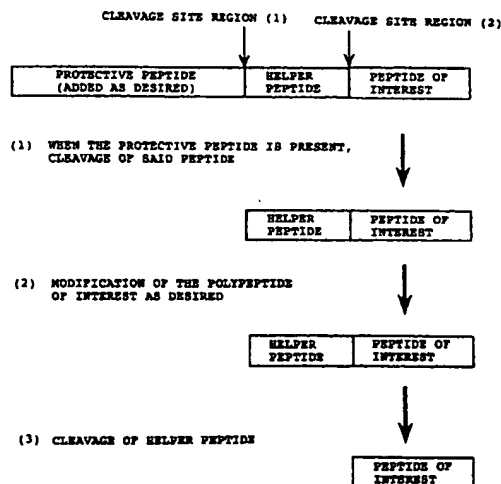 CLEAVAGE SITE REGION (1)
CLEAVAGE SITE REGION (2)
PROTECTIVE PEPTIDE
(ADDED AS DESIRED)
HELPER
PEPTIDE
PEPTIDE OF
INTEREST
(1) WHEN THE PROTECTIVE PEPTIDE IS PRESENT,
CLEAVAGE OF SAID PEPTIDE
HELPER
PEPTIDE
PEPTIDE OF
INTEREST
(2) MODIFICATION OF THE POLYPEPTIDE
OF INTEREST AS DESIRED
HELPER
PEPTIDE
PEPTIDE OF
INTEREST
(3) CLEAVAGE OF HELPER PEPTIDE
PEPTIDE OF
INTEREST